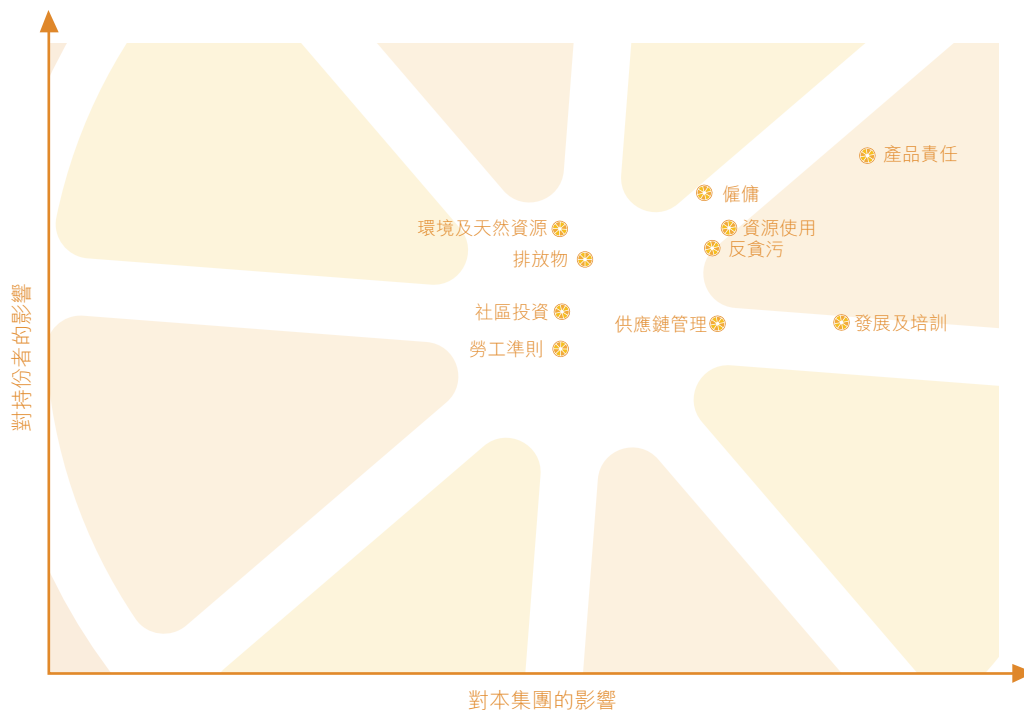 產品責任
僱傭
環境及天然資源
資源使用
反貪污
排放物
社區投資
供應鏈管理
發展及培訓
勞工準則
對持份者的影響
對本集團的影響